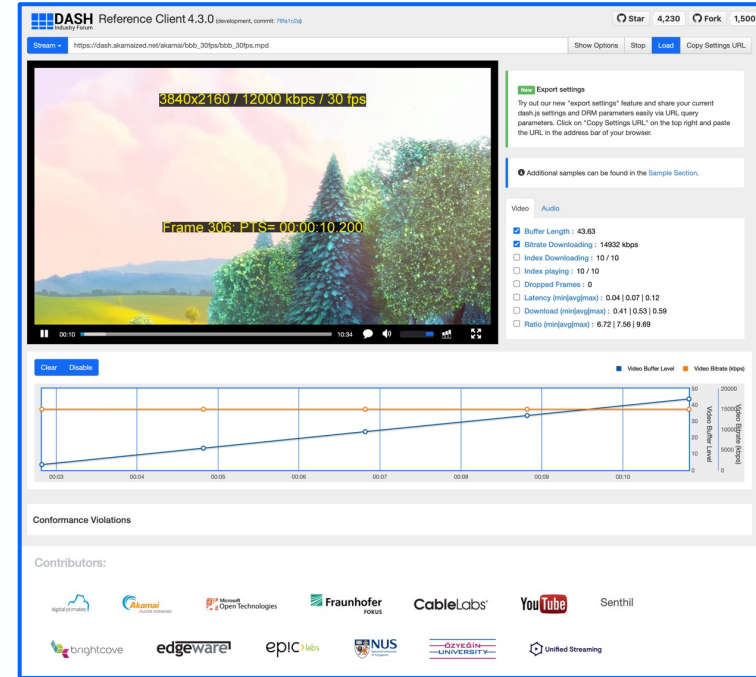 DASH Reference Client 4.3.0 (development, commit: 76fa1c2a)
Industry Forum
Star 4,230 Fork 1,500
Stream https://dash.akamaized.net/akamai/bbb_30fps/bbb_30fps.mpd Show Options Stop Load Copy Settings URL
3840x2160 / 12000 kbps / 30 fps
Frame 306: PTS= 00:00:10.200
00:10 10:34
New Export settings
Try out our new "export settings" feature and share your current
dash.js settings and DRM parameters easily via URL query
parameters. Click on "Copy Settings URL" on the top right and paste
the URL in the address bar of your browser.
Additional samples can be found in the Sample Section.
Video Audio
Buffer Length : 43.63
Bitrate Downloading : 14932 kbps
Index Downloading : 10 / 10
Index playing : 10 / 10
Dropped Frames : 0
Latency (min|avg|max) : 0.04 | 0.07 | 0.12
Download (min|avg|max) : 0.41 | 0.53 | 0.59
Ratio (min|avg|max) : 6.72 | 7.56 | 9.69
Clear Disable
Video Buffer Level Video Bitrate (kbps)
50 20000
40 15000
30
20 10000
10 5000
0 0
Video Buffer Level
Video Bitrate (kbps)
00:03 00:04 00:05 00:06 00:07 00:08 00:09 00:10
Conformance Violations
Contributors:
digital primates
Akamai
FASTER FORWARD
Microsoft
Open Technologies
Fraunhofer
FOKUS
CableLabs
YouTube
Senthil
brightcove
edgeware
epic labs
NUS
National University
of Singapore
ÖZYEĞİN
UNIVERSITY
Unified Streaming